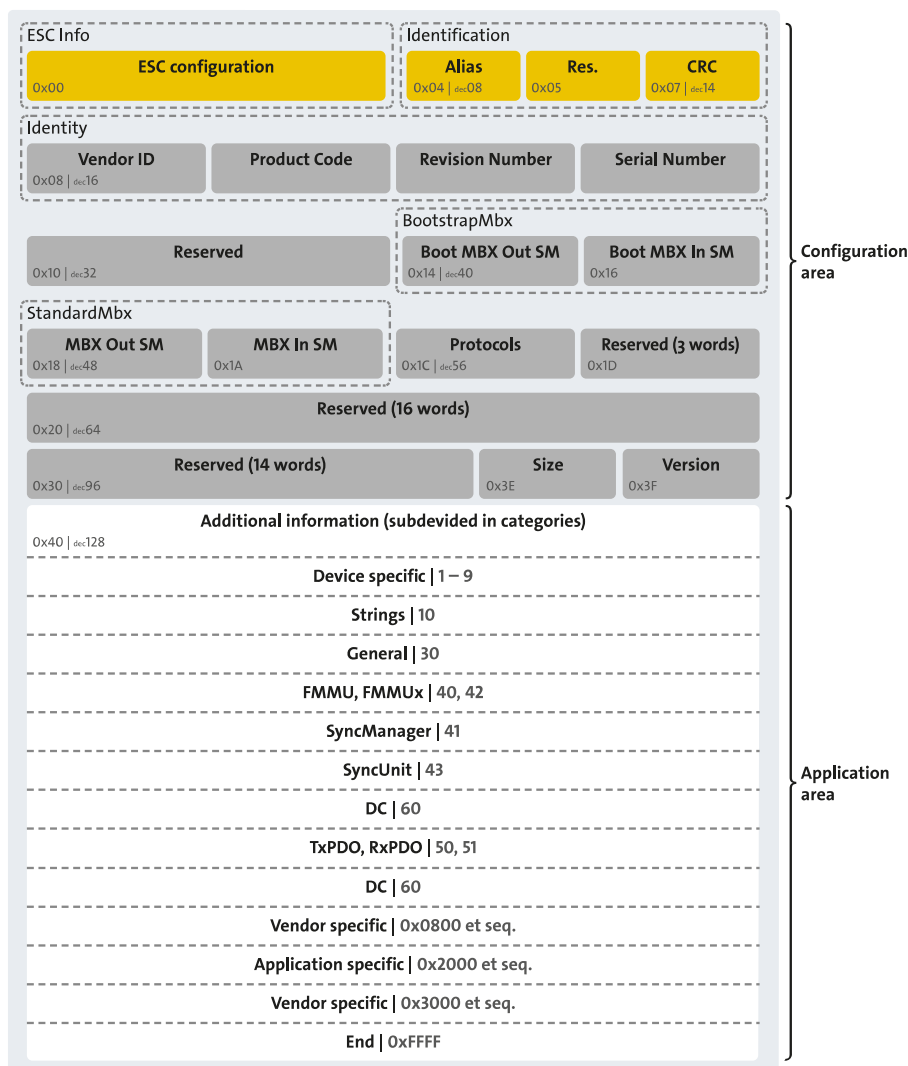 ESC Info
Identification
ESC configuration
0x00
Alias
0x04 | dec08
Res.
0x05
CRC
0x07 | dec14
Identity
Vendor ID
0x08 | dec16
Product Code
Revision Number
Serial Number
BootstrapMbx
Reserved
0x10 | dec32
Boot MBX Out SM
0x14 | dec40
Boot MBX In SM
0x16
Configuration
area
StandardMbx
MBX Out SM
0x18 | dec48
MBX In SM
0x1A
Protocols
0x1C | dec56
Reserved (3 words)
0x1D
Reserved (16 words)
0x20 | dec64
Reserved (14 words)
0x30 | dec96
Size
0x3E
Version
0x3F
Additional information (subdevided in categories)
0x40 | dec128
Device specific | 1 – 9
Strings | 10
General | 30
FMMU, FMMUx | 40, 42
SyncManager | 41
SyncUnit | 43
Application
area
DC | 60
TxPDO, RxPDO | 50, 51
DC | 60
Vendor specific | 0x0800 et seq.
Application specific | 0x2000 et seq.
Vendor specific | 0x3000 et seq.
End | 0xFFFF